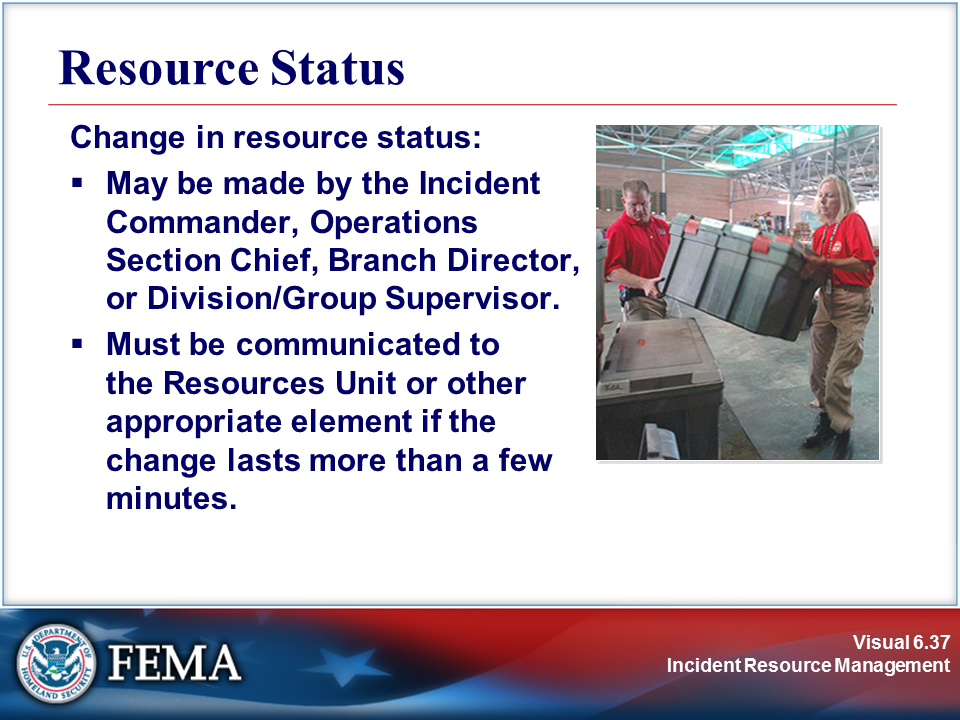 Resource Status
Change in resource status:
▪ May be made by the Incident
Commander, Operations
Section Chief, Branch Director,
or Division/Group Supervisor.
▪ Must be communicated to
the Resources Unit or other
appropriate element if the
change lasts more than a few
minutes.
U.S. DEPARTMENT OF
HOMELAND SECURITY
FEMA
Visual 6.37
Incident Resource Management